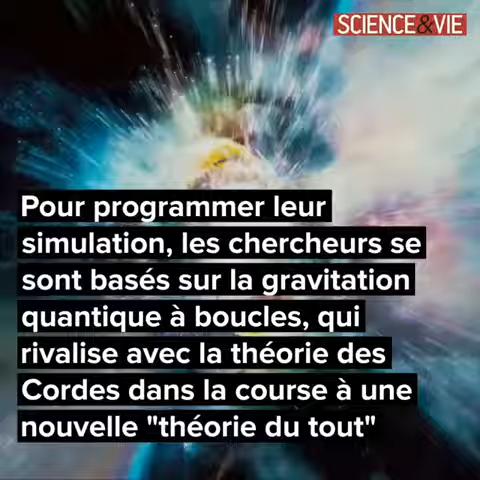 SCIENCE&VIE
Pour programmer leur
simulation, les chercheurs se
sont basés sur la gravitation
quantique à boucles, qui
rivalise avec la théorie des
Cordes dans la course à une
nouvelle "théorie du tout"